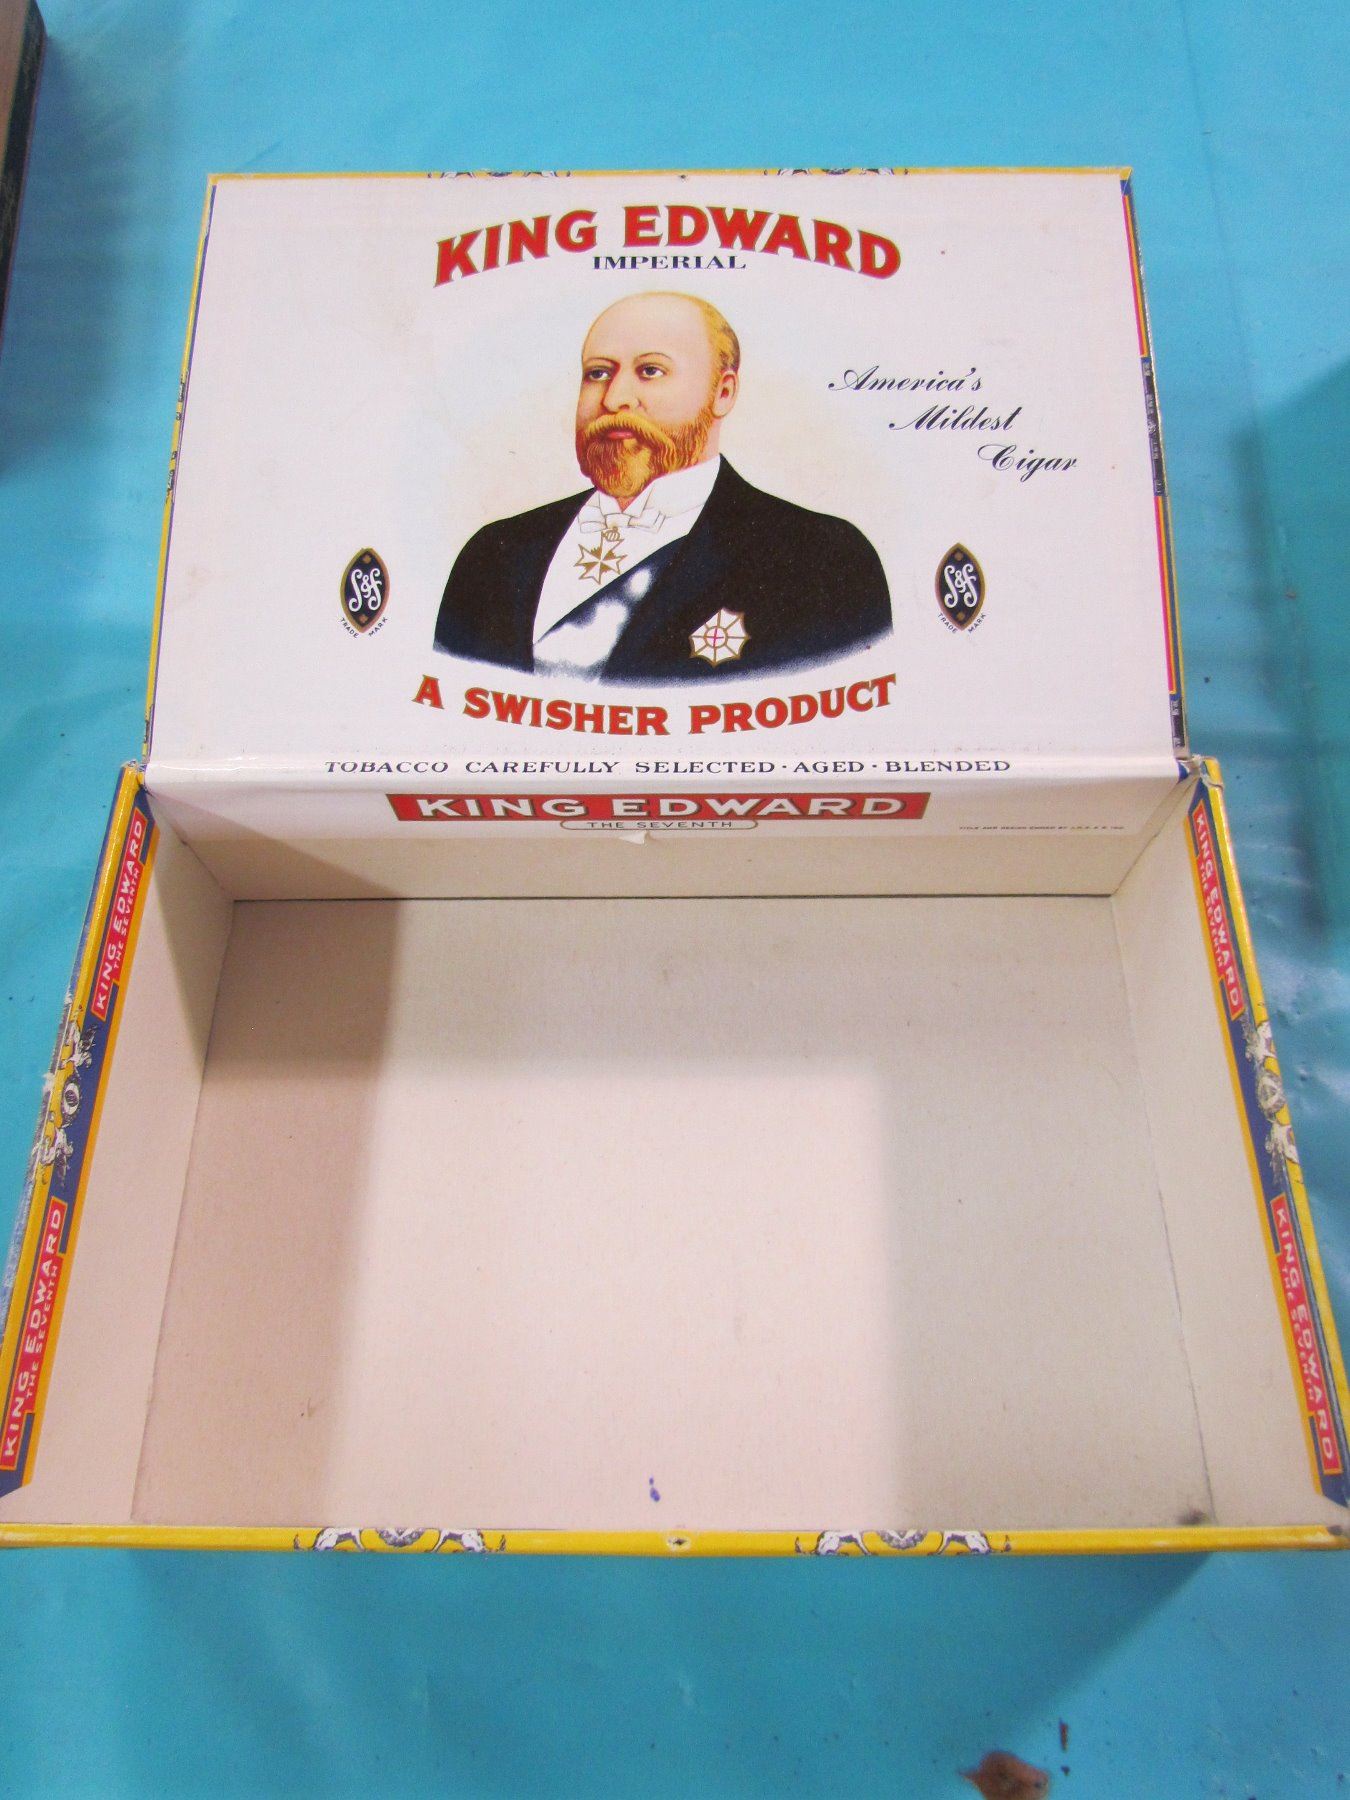 KING EDWARD
IMPERIAL
America's
Mildest
Cigar
S&S
TRADE MARK
S&S
TRADE MARK
A SWISHER PRODUCT
TOBACCO CAREFULLY SELECTED · AGED · BLENDED
KING EDWARD
THE SEVENTH
KING EDWARD
THE SEVENTH
KING EDWARD
THE SEVENTH
KING EDWARD
THE SEVENTH
KING EDWARD
THE SEVENTH